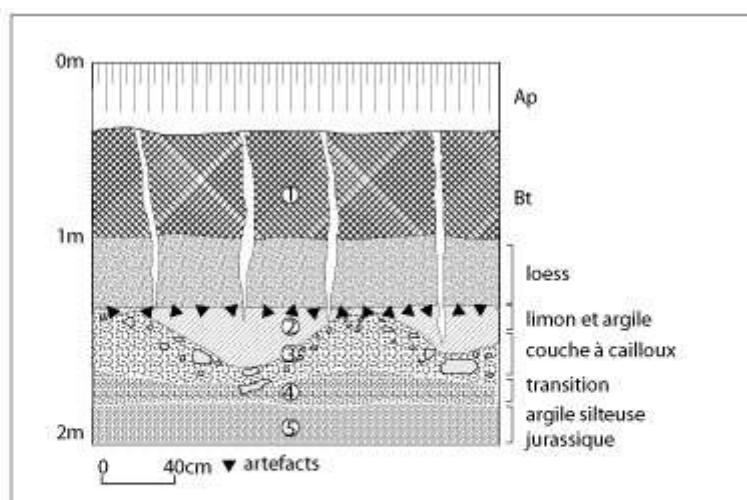 0m
Ap
①
Bt
1m
loess
②
limon et argile
③
couche à cailloux
④
transition
⑤
argile silteuse
jurassique
2m
0 40cm ▼ artefacts